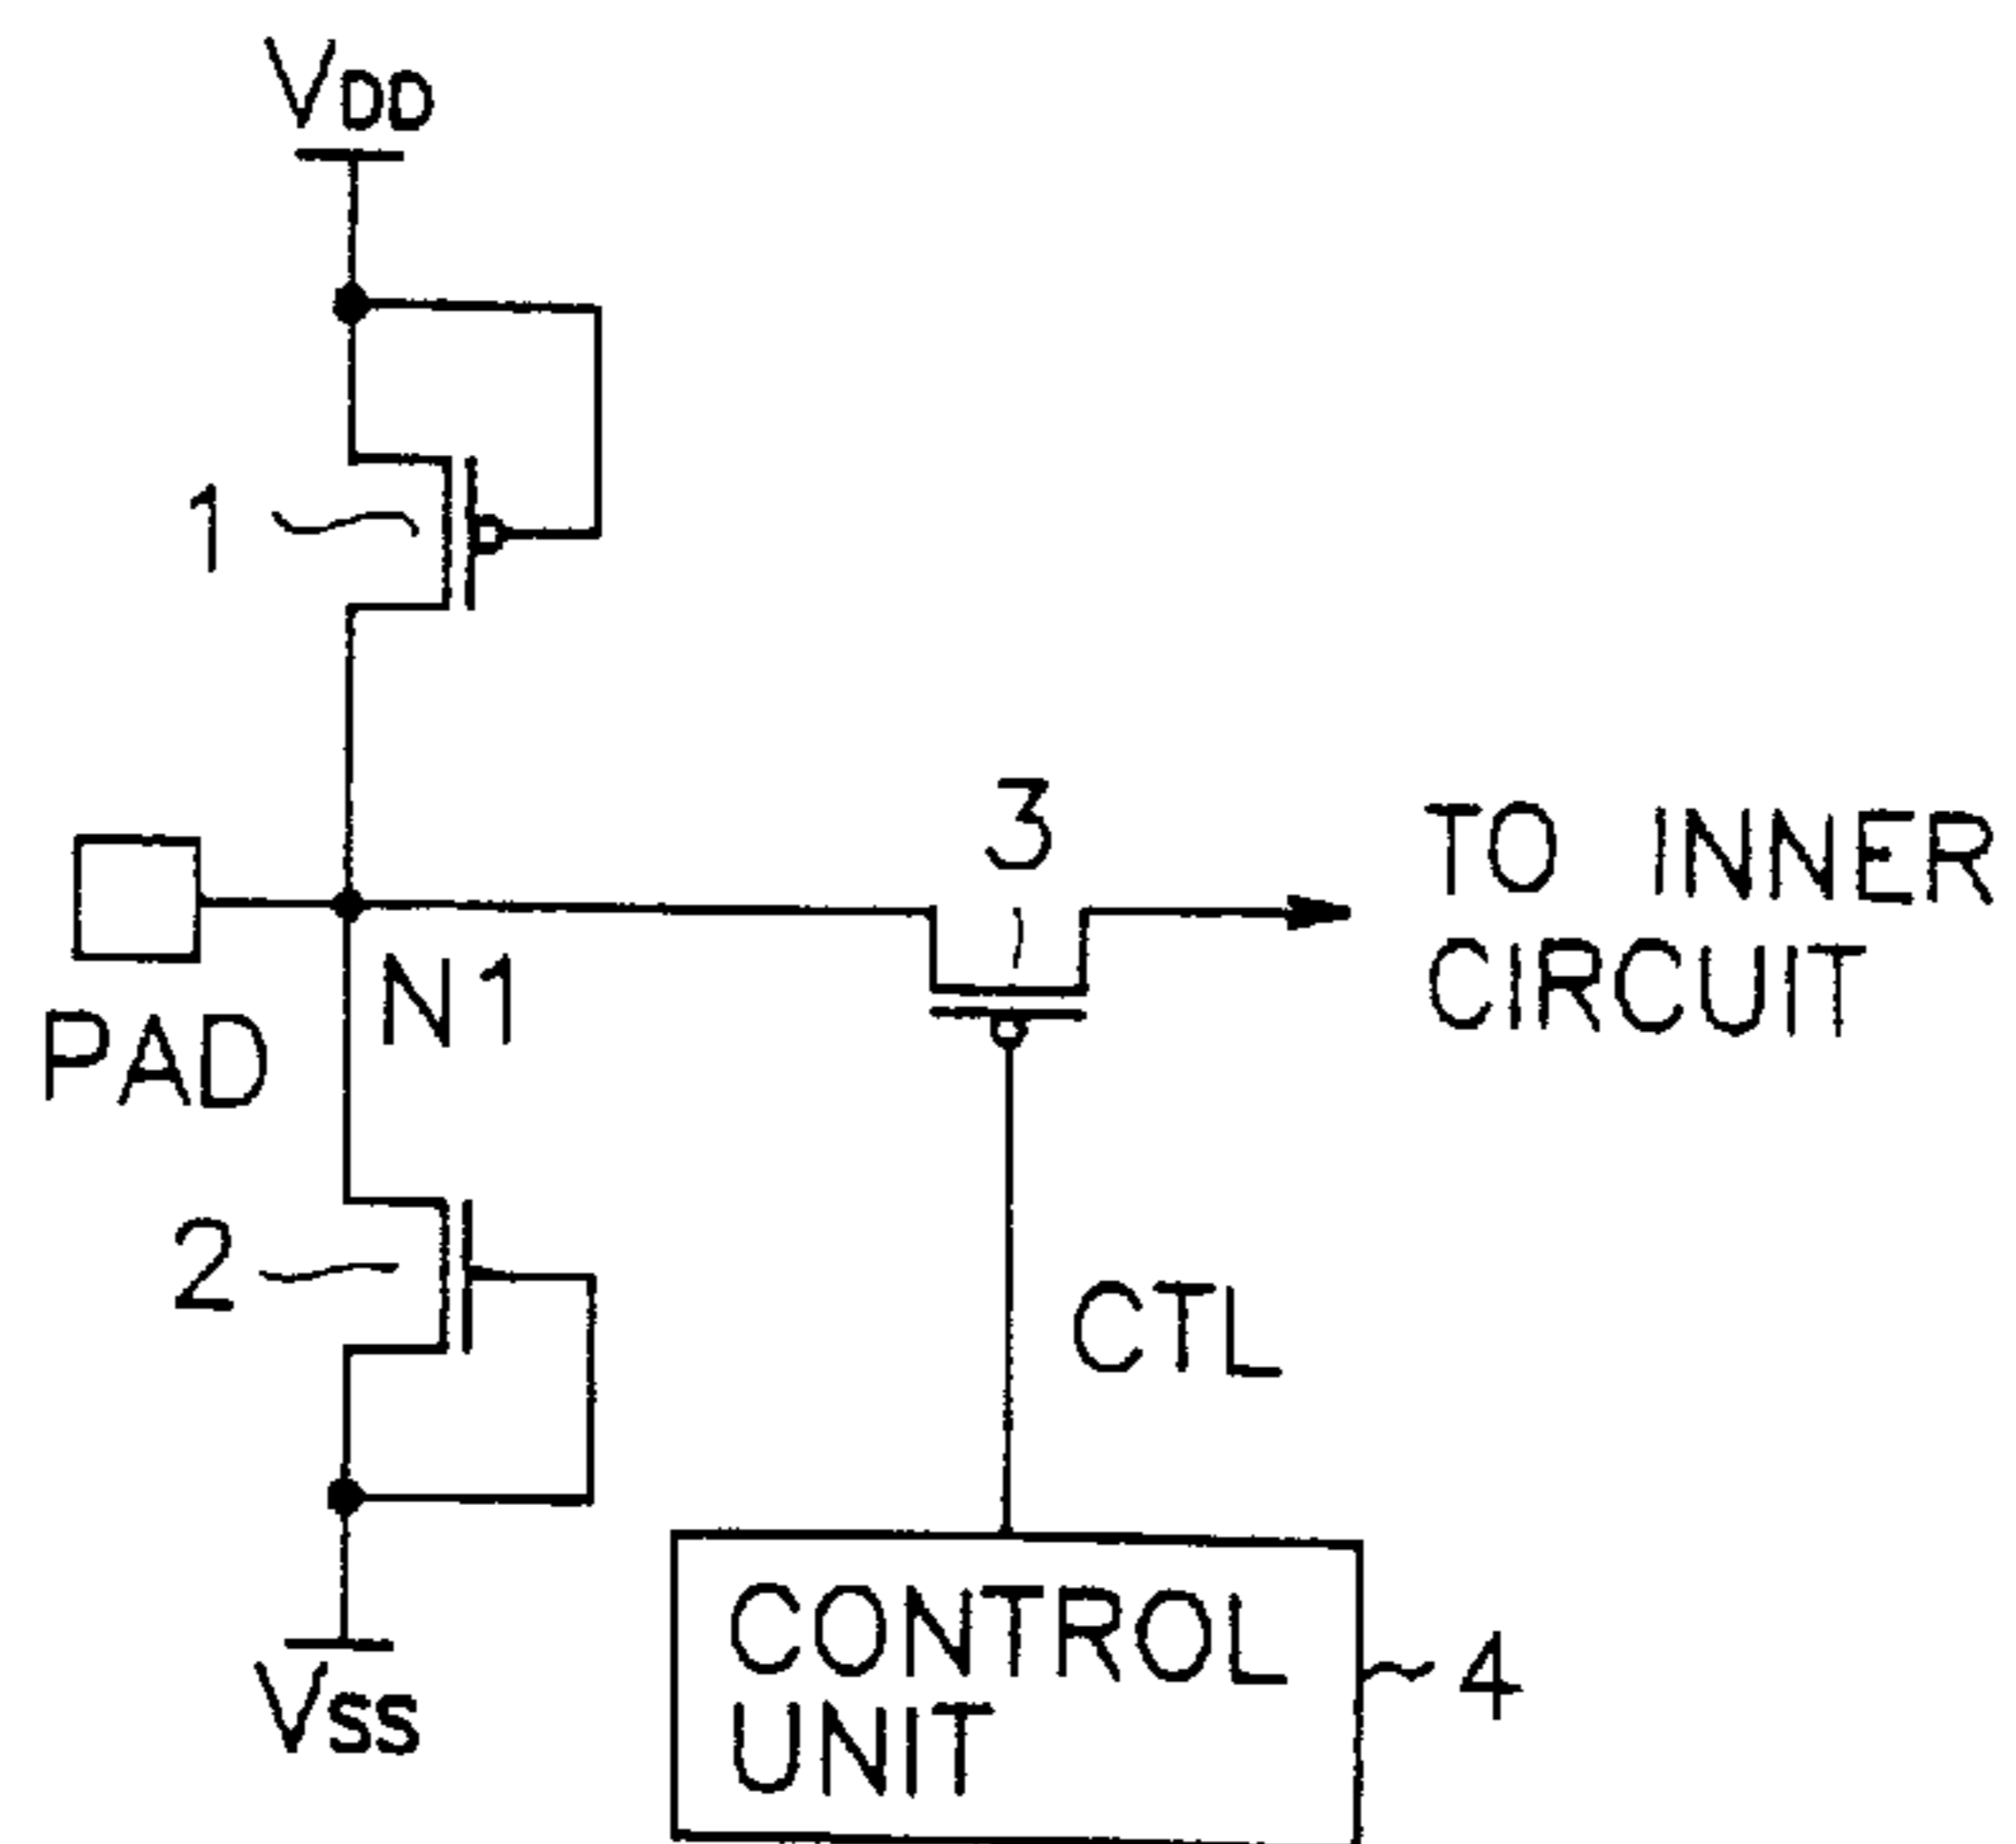 VDD
1
3
TO INNER
CIRCUIT
N1
PAD
2
CTL
CONTROL
UNIT
4
VSS